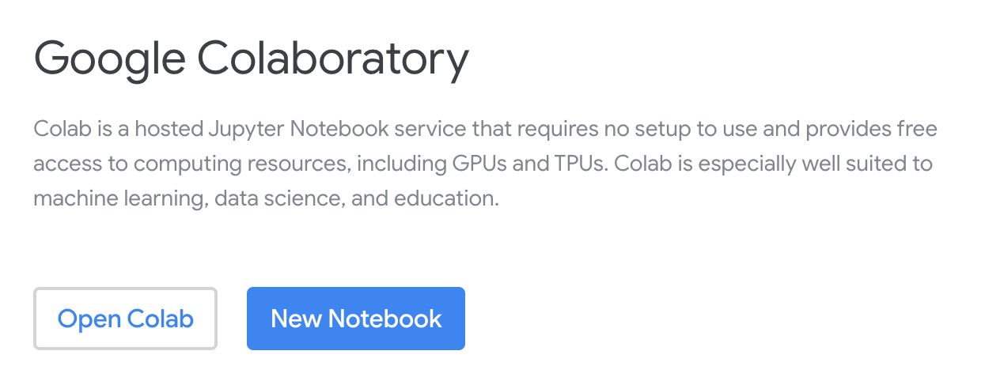 Google Colaboratory
Colab is a hosted Jupyter Notebook service that requires no setup to use and provides free
access to computing resources, including GPUs and TPUs. Colab is especially well suited to
machine learning, data science, and education.
Open Colab
New Notebook